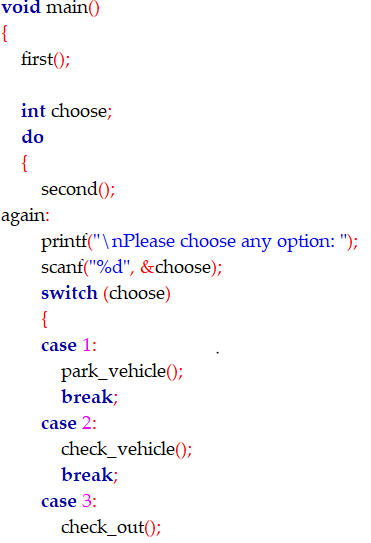 void main()
{
first();
int choose;
do
{
second();
again:
printf("\nPlease choose any option: ");
scanf("%d", &choose);
switch (choose)
{
case 1:
park_vehicle();
break;
case 2:
check_vehicle();
break;
case 3:
check_out();